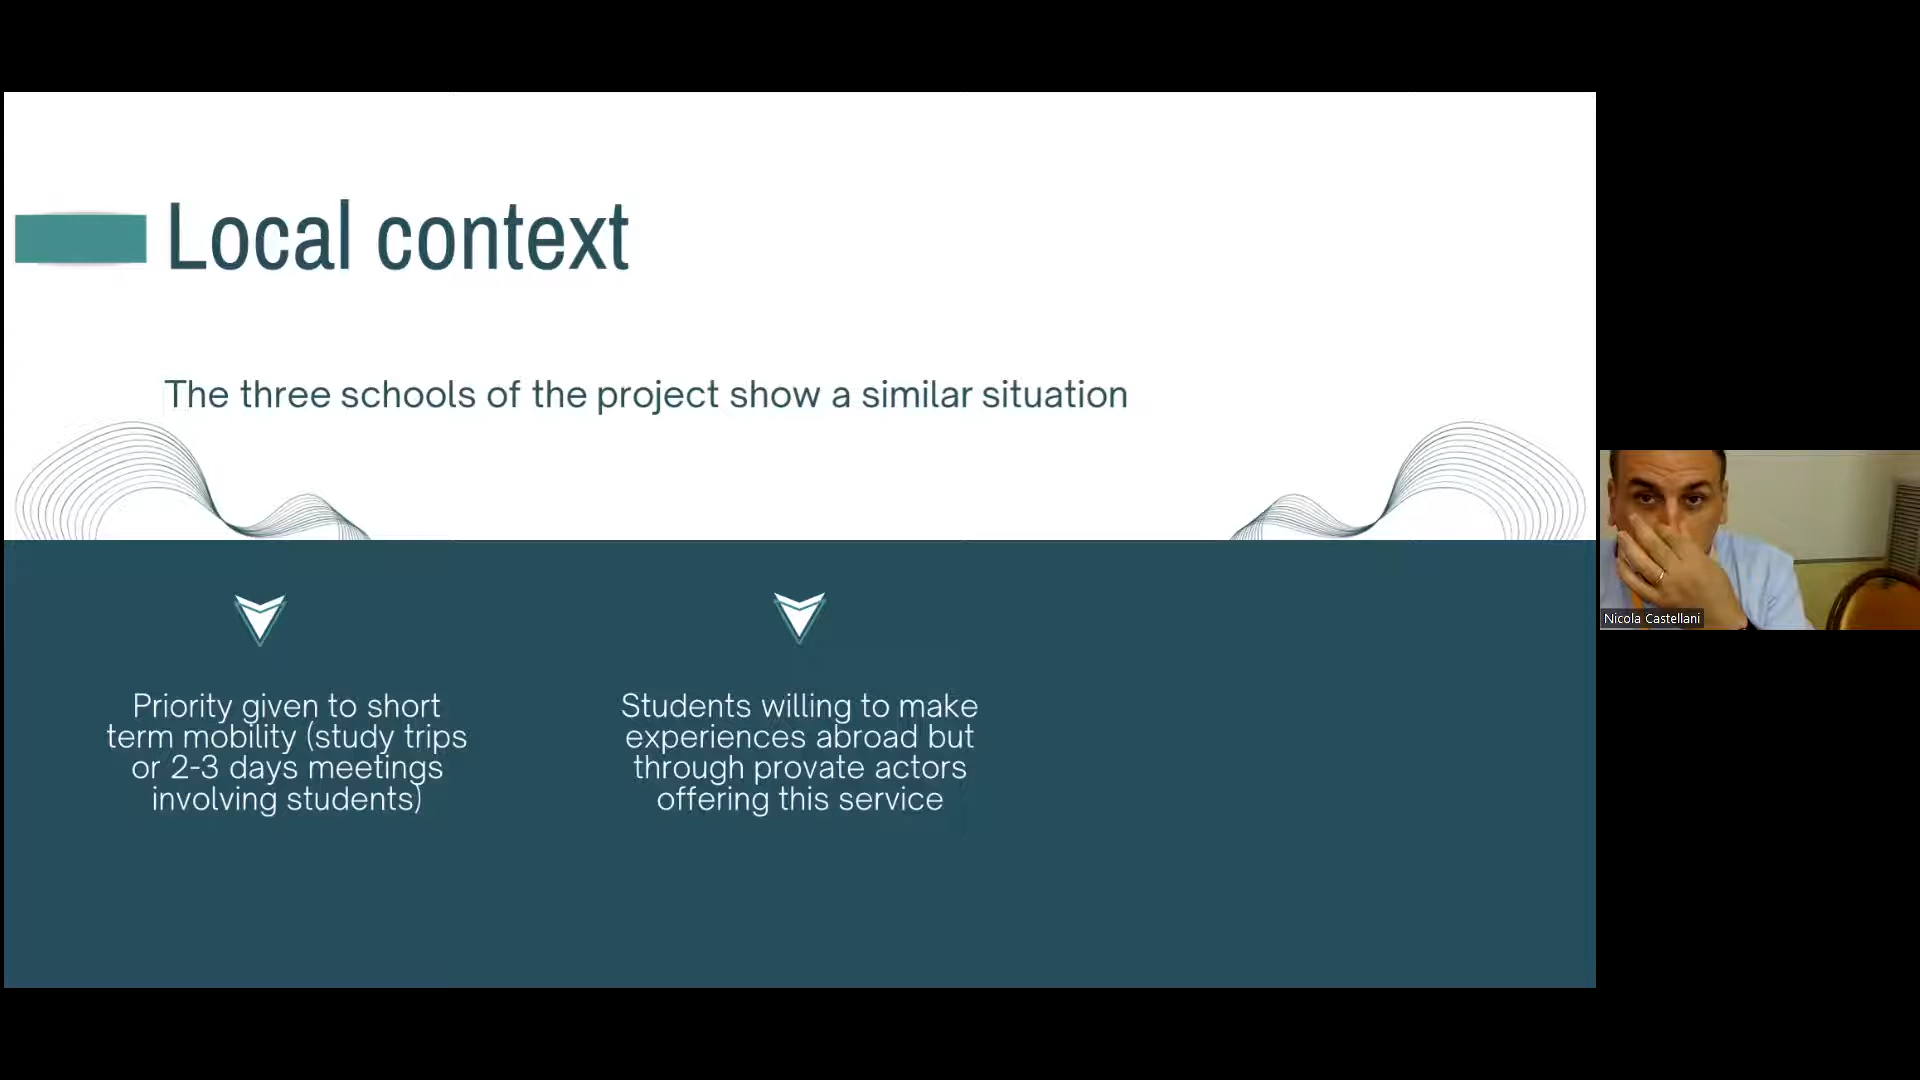 Local context
The three schools of the project show a similar situation
Priority given to short
term mobility (study trips
or 2-3 days meetings
involving students)
Students willing to make
experiences abroad but
through provate actors
offering this service
Nicola Castellani